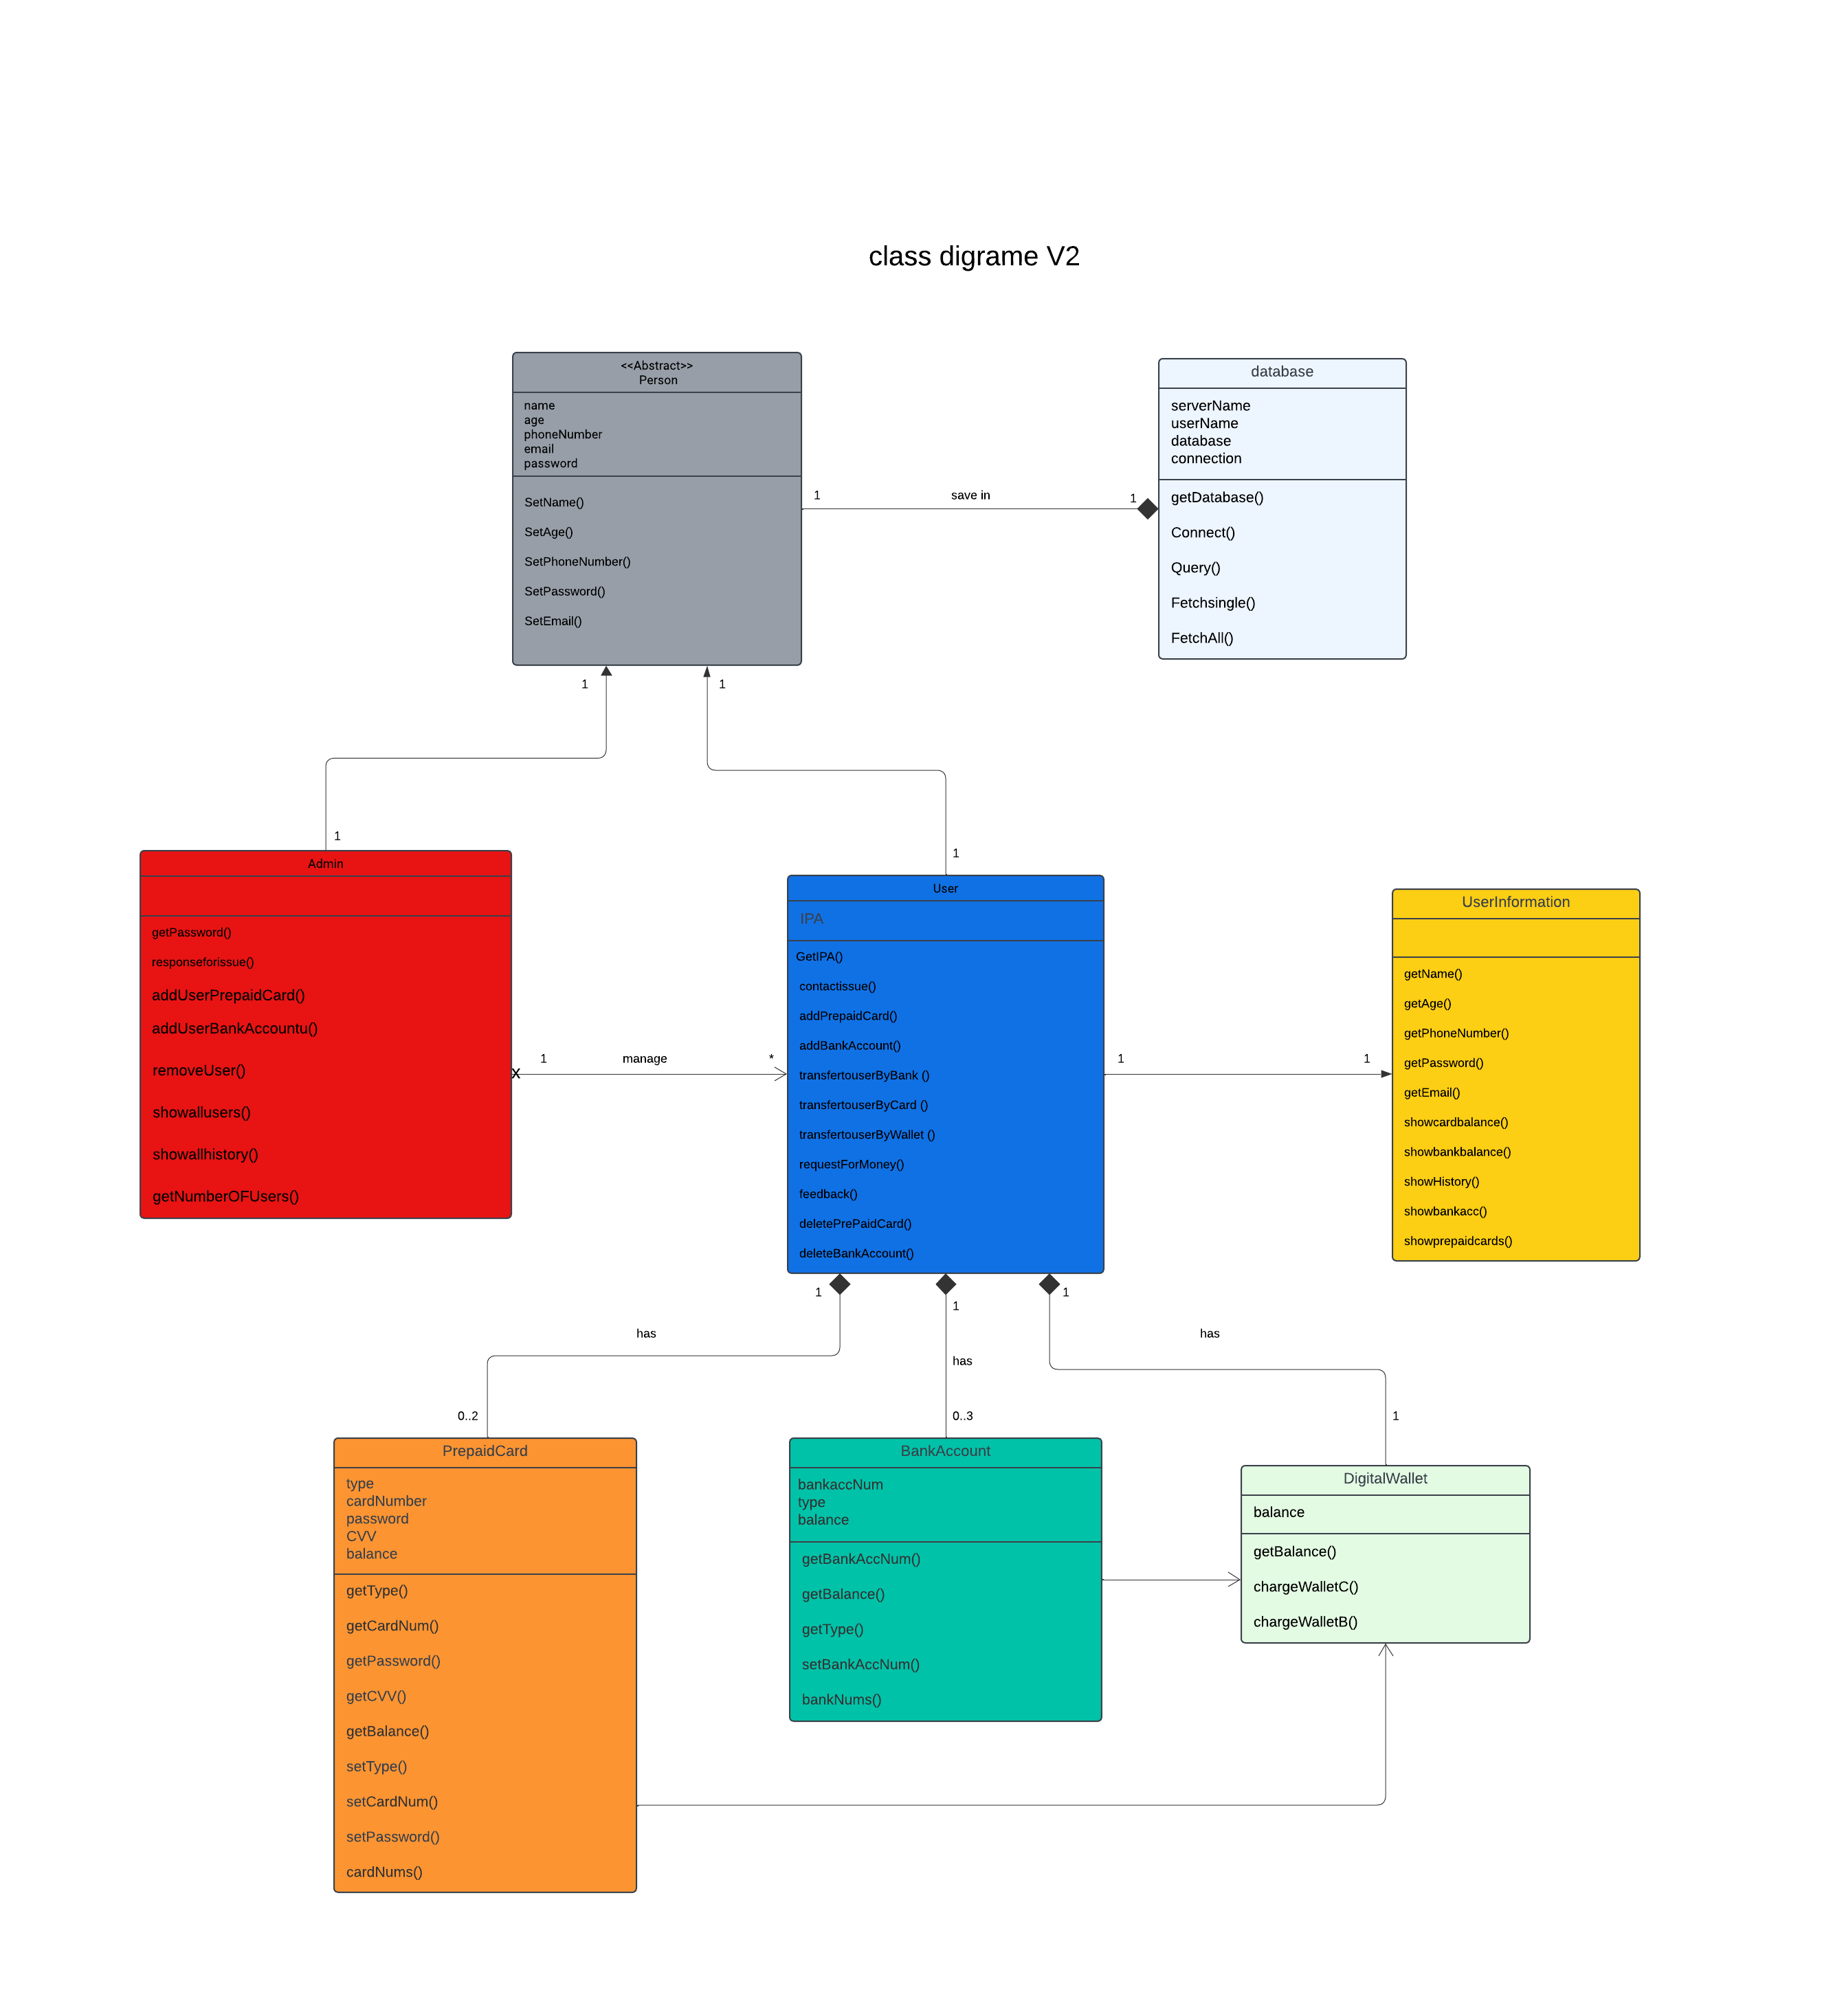 class digrame V2
<<Abstract>>
Person
name
age
phoneNumber
email
password
SetName()
SetAge()
SetPhoneNumber()
SetPassword()
SetEmail()
1
save in
1
database
serverName
userName
database
connection
getDatabase()
Connect()
Query()
Fetchsingle()
FetchAll()
1
1
1
1
Admin
getPassword()
responseforissue()
addUserPrepaidCard()
addUserBankAccountu()
removeUser()
showallusers()
showallhistory()
getNumberOFUsers()
1
manage
*
User
IPA
GetIPA()
contactissue()
addPrepaidCard()
addBankAccount()
transfertouserByBank ()
transfertouserByCard ()
transfertouserByWallet ()
requestForMoney()
feedback()
deletePrePaidCard()
deleteBankAccount()
1
1
UserInformation
getName()
getAge()
getPhoneNumber()
getPassword()
getEmail()
showcardbalance()
showbankbalance()
showHistory()
showbankacc()
showprepaidcards()
1
1
1
has
has
has
0..2
0..3
1
PrepaidCard
type
cardNumber
password
CVV
balance
getType()
getCardNum()
getPassword()
getCVV()
getBalance()
setType()
setCardNum()
setPassword()
cardNums()
BankAccount
bankaccNum
type
balance
getBankAccNum()
getBalance()
getType()
setBankAccNum()
bankNums()
DigitalWallet
balance
getBalance()
chargeWalletC()
chargeWalletB()